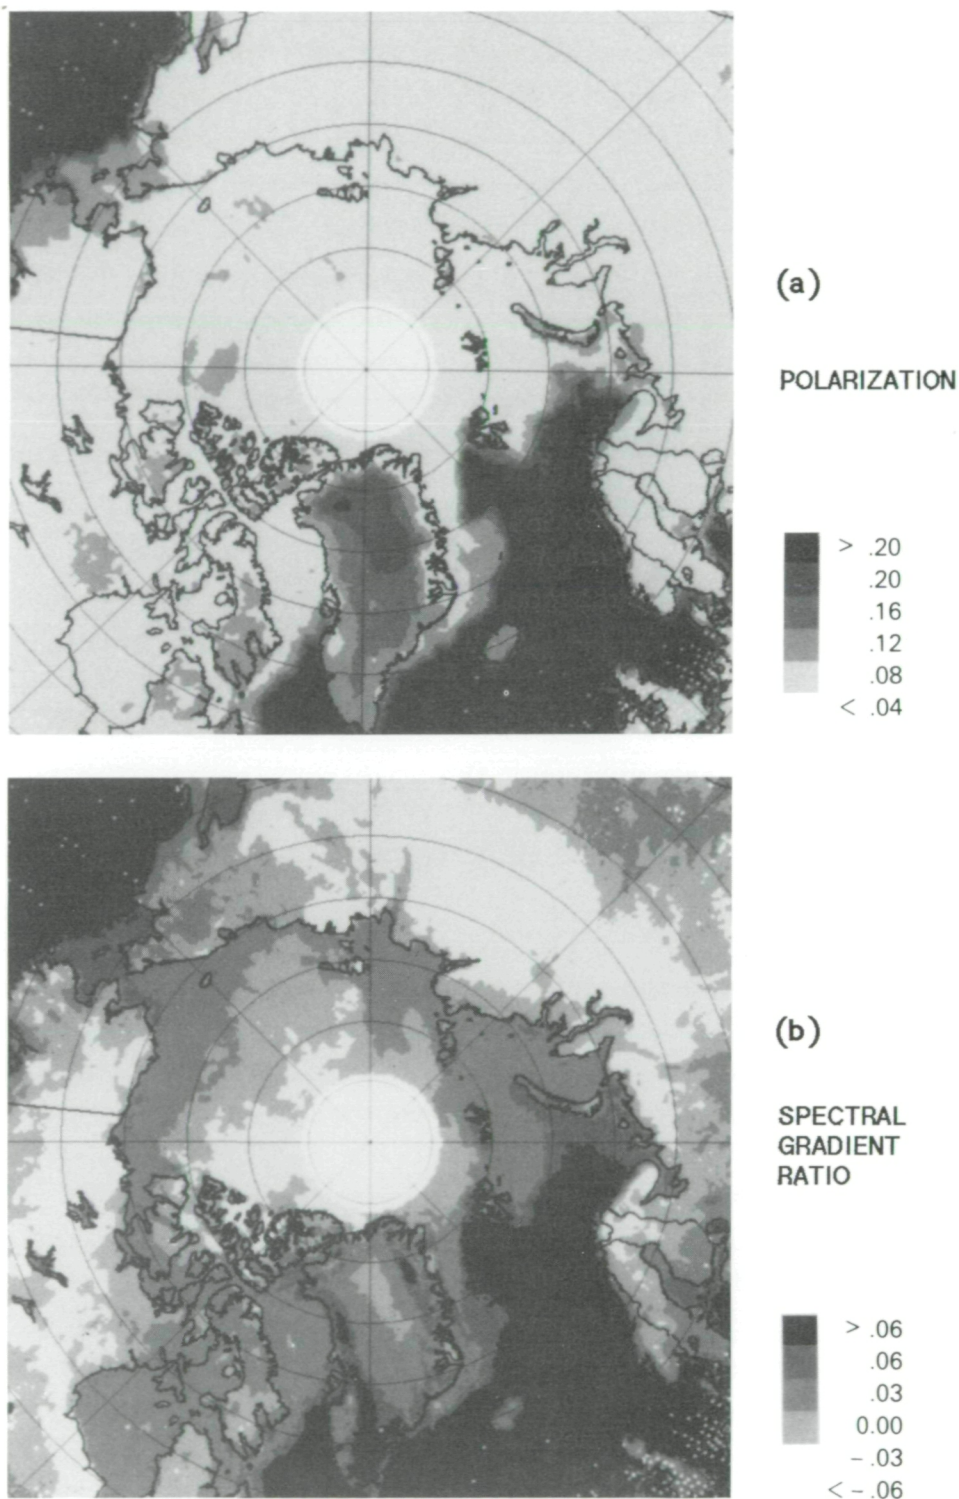 (a)
POLARIZATION
> .20
.20
.16
.12
.08
< .04
(b)
SPECTRAL
GRADIENT
RATIO
> .06
.06
.03
0.00
– .03
< – .06